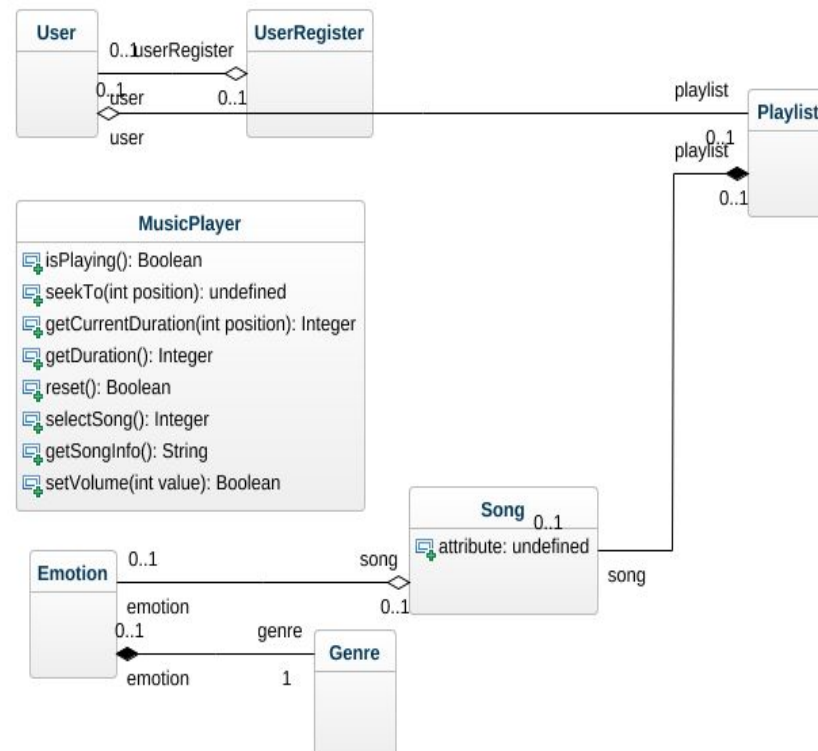 User
UserRegister
0..1
userRegister
0..1
user
0..1
playlist
Playlist
user
0..1
playlist
0..1
MusicPlayer
isPlaying(): Boolean
seekTo(int position): undefined
getCurrentDuration(int position): Integer
getDuration(): Integer
reset(): Boolean
selectSong(): Integer
getSongInfo(): String
setVolume(int value): Boolean
Song
0..1
attribute: undefined
song
Emotion
0..1
song
emotion
0..1
0..1
genre
Genre
emotion
1